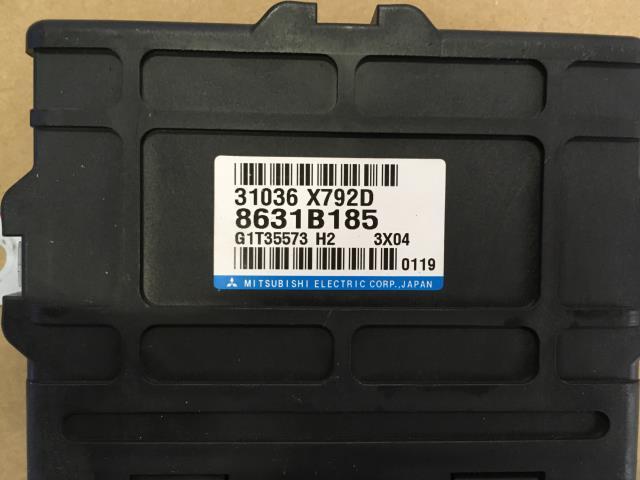 31036 X792D
8631B185
G1T35573 H2 3X04
0119
MITSUBISHI ELECTRIC CORP.,JAPAN